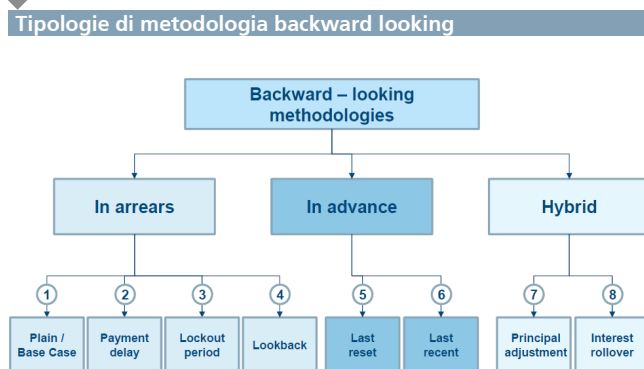 Tipologie di metodologia backward looking
Backward – looking
methodologies
In arrears
In advance
Hybrid
1
2
3
4
5
6
7
8
Plain /
Base Case
Payment
delay
Lockout
period
Lookback
Last
reset
Last
recent
Principal
adjustment
Interest
rollover